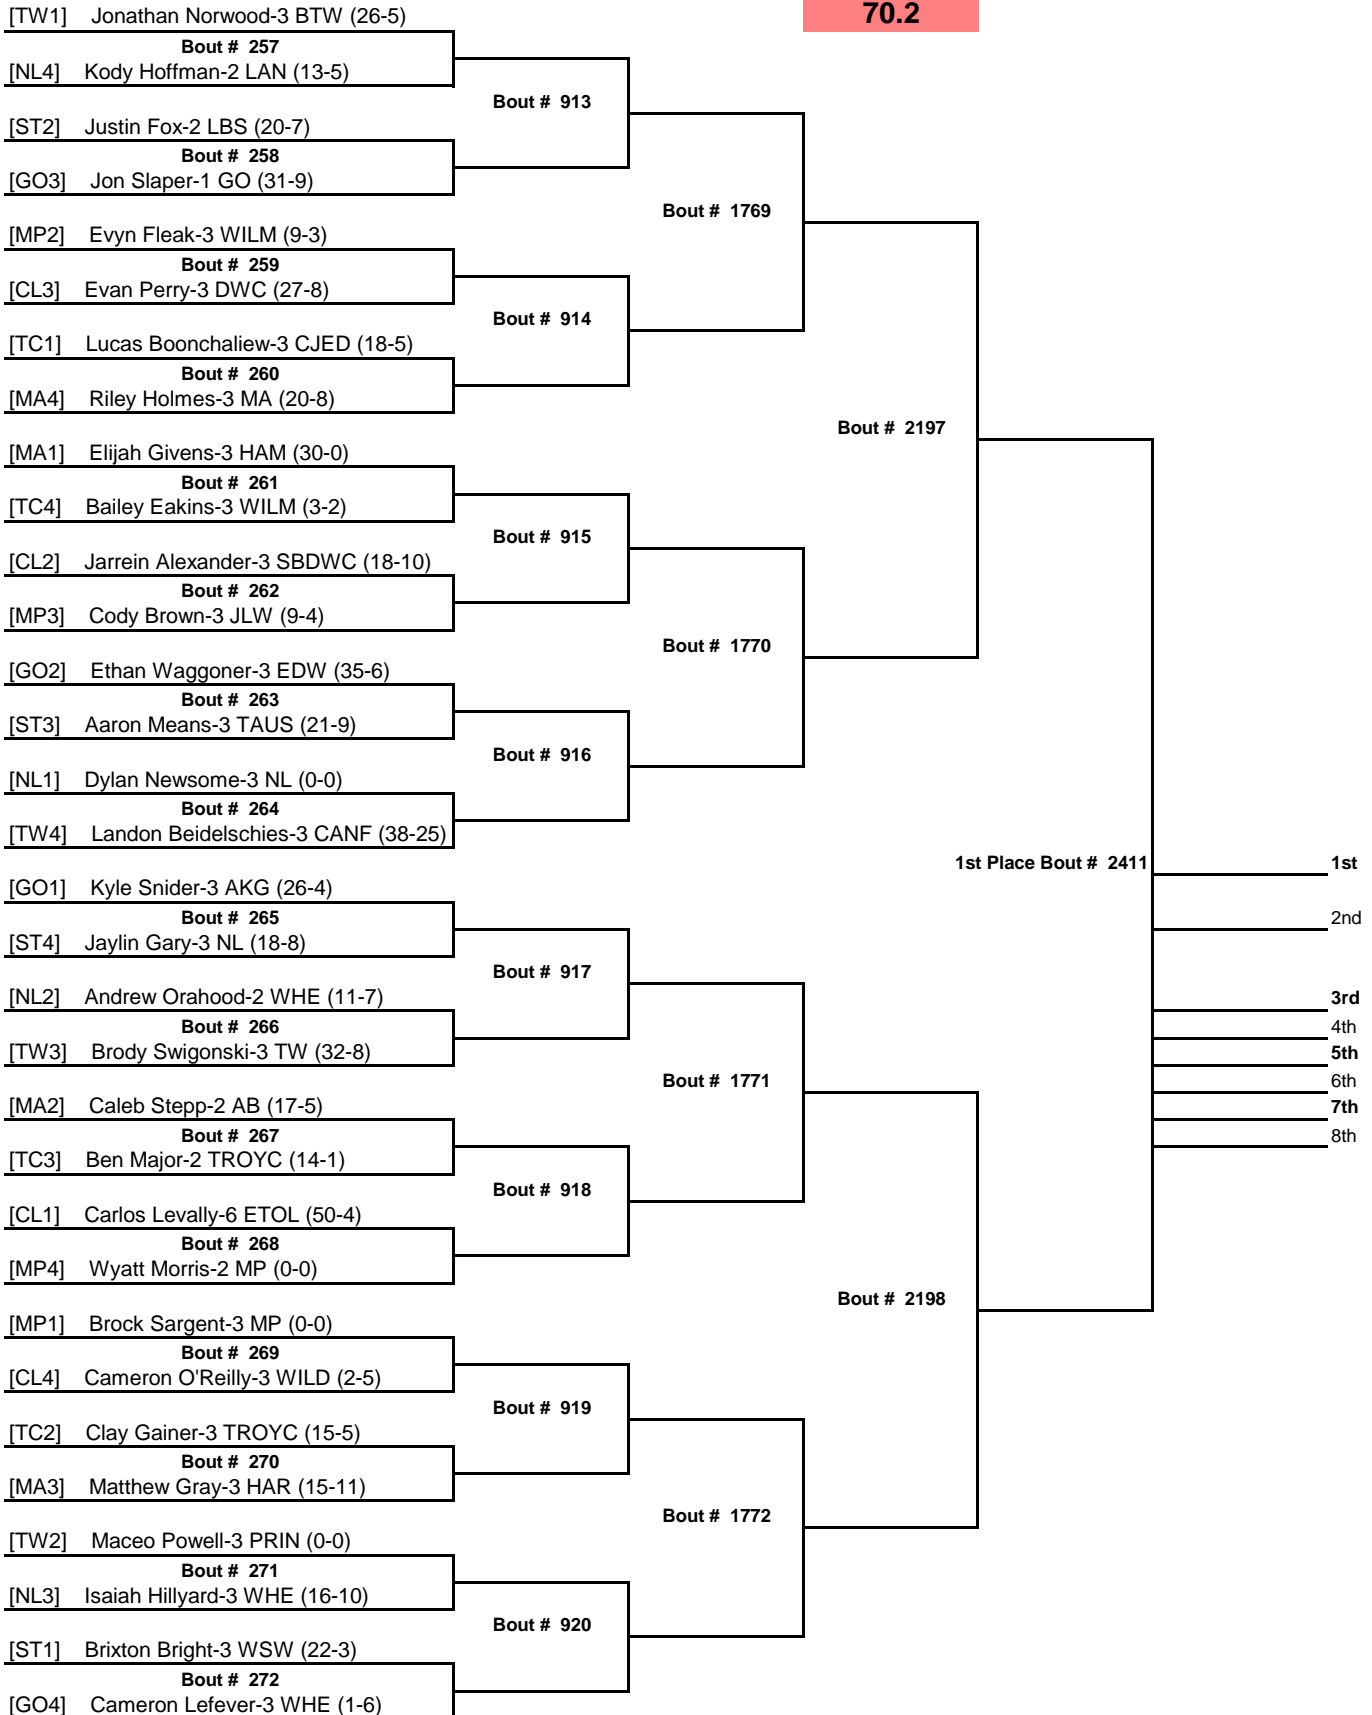 [TW1] Jonathan Norwood-3 BTW (26-5)
70.2
Bout # 257
[NL4] Kody Hoffman-2 LAN (13-5)
Bout # 913
[ST2] Justin Fox-2 LBS (20-7)
Bout # 258
[GO3] Jon Slaper-1 GO (31-9)
Bout # 1769
[MP2] Evyn Fleak-3 WILM (9-3)
Bout # 259
[CL3] Evan Perry-3 DWC (27-8)
Bout # 914
[TC1] Lucas Boonchaliew-3 CJED (18-5)
Bout # 260
[MA4] Riley Holmes-3 MA (20-8)
Bout # 2197
[MA1] Elijah Givens-3 HAM (30-0)
Bout # 261
[TC4] Bailey Eakins-3 WILM (3-2)
Bout # 915
[CL2] Jarrein Alexander-3 SBDWC (18-10)
Bout # 262
[MP3] Cody Brown-3 JLW (9-4)
Bout # 1770
[GO2] Ethan Waggoner-3 EDW (35-6)
Bout # 263
[ST3] Aaron Means-3 TAUS (21-9)
Bout # 916
[NL1] Dylan Newsome-3 NL (0-0)
Bout # 264
[TW4] Landon Beidelschies-3 CANF (38-25)
1st Place Bout # 2411
1st
[GO1] Kyle Snider-3 AKG (26-4)
Bout # 265
2nd
[ST4] Jaylin Gary-3 NL (18-8)
Bout # 917
[NL2] Andrew Orahood-2 WHE (11-7)
3rd
Bout # 266
4th
[TW3] Brody Swigonski-3 TW (32-8)
5th
Bout # 1771
6th
[MA2] Caleb Stepp-2 AB (17-5)
7th
Bout # 267
8th
[TC3] Ben Major-2 TROYC (14-1)
Bout # 918
[CL1] Carlos Levally-6 ETOL (50-4)
Bout # 268
[MP4] Wyatt Morris-2 MP (0-0)
Bout # 2198
[MP1] Brock Sargent-3 MP (0-0)
Bout # 269
[CL4] Cameron O'Reilly-3 WILD (2-5)
Bout # 919
[TC2] Clay Gainer-3 TROYC (15-5)
Bout # 270
[MA3] Matthew Gray-3 HAR (15-11)
Bout # 1772
[TW2] Maceo Powell-3 PRIN (0-0)
Bout # 271
[NL3] Isaiah Hillyard-3 WHE (16-10)
Bout # 920
[ST1] Brixton Bright-3 WSW (22-3)
Bout # 272
[GO4] Cameron Lefever-3 WHE (1-6)